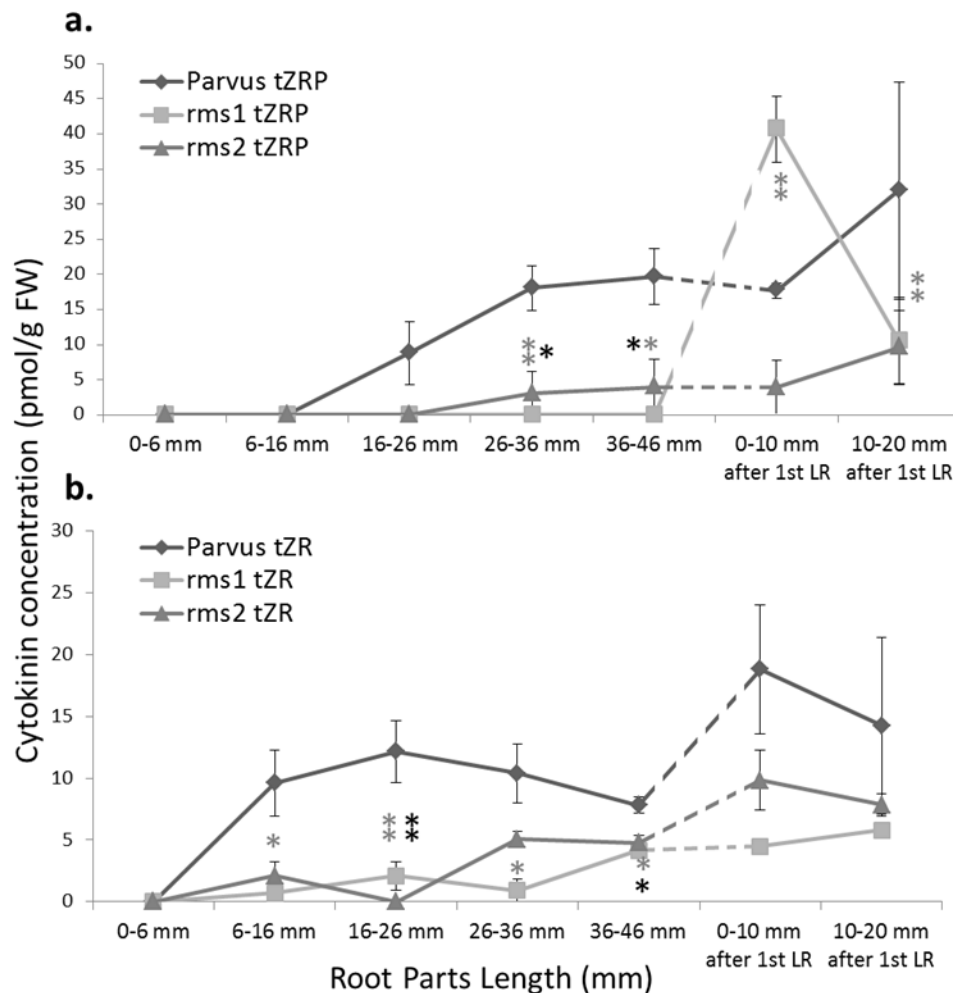 a.
50
45
40
35
30
25
20
15
10
5
0
Parvus tZRP
rms1 tZRP
rms2 tZRP
*
*
*
*
*
*
* *
*
*
0-6 mm 6-16 mm 16-26 mm 26-36 mm 36-46 mm 0-10 mm 10-20 mm
after 1st LR after 1st LR
Cytokinin concentration (pmol/g FW)
b.
30
25
20
15
10
5
0
Parvus tZR
rms1 tZR
rms2 tZR
*
* *
* *
*
*
*
0-6 mm 6-16 mm 16-26 mm 26-36 mm 36-46 mm 0-10 mm 10-20 mm
after 1st LR after 1st LR
Root Parts Length (mm)